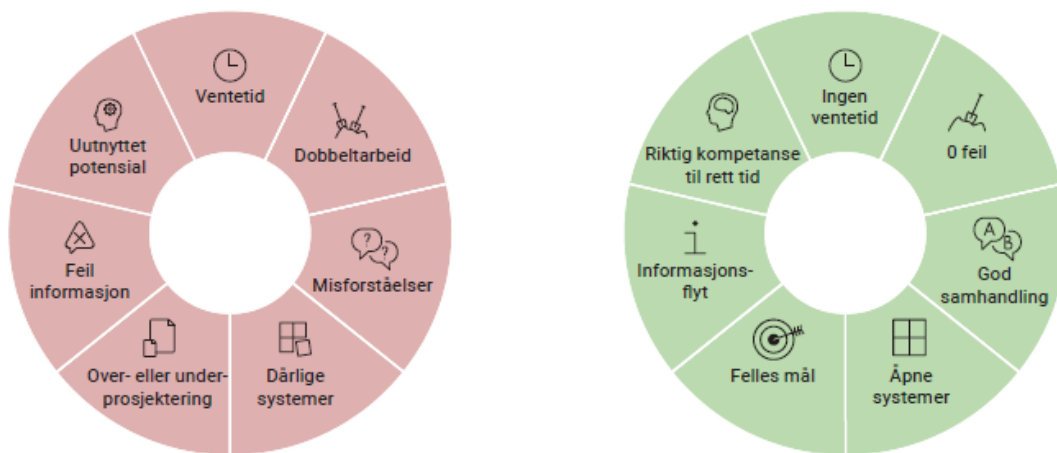 Ventetid
Dobbeltarbeid
Misforståelser
Dårlige
systemer
Over- eller under-
prosjektering
Feil
informasjon
Uutnyttet
potensial
Ingen
ventetid
0 feil
A
B
God
samhandling
Åpne
systemer
Felles mål
Informasjons-
flyt
Riktig kompetanse
til rett tid